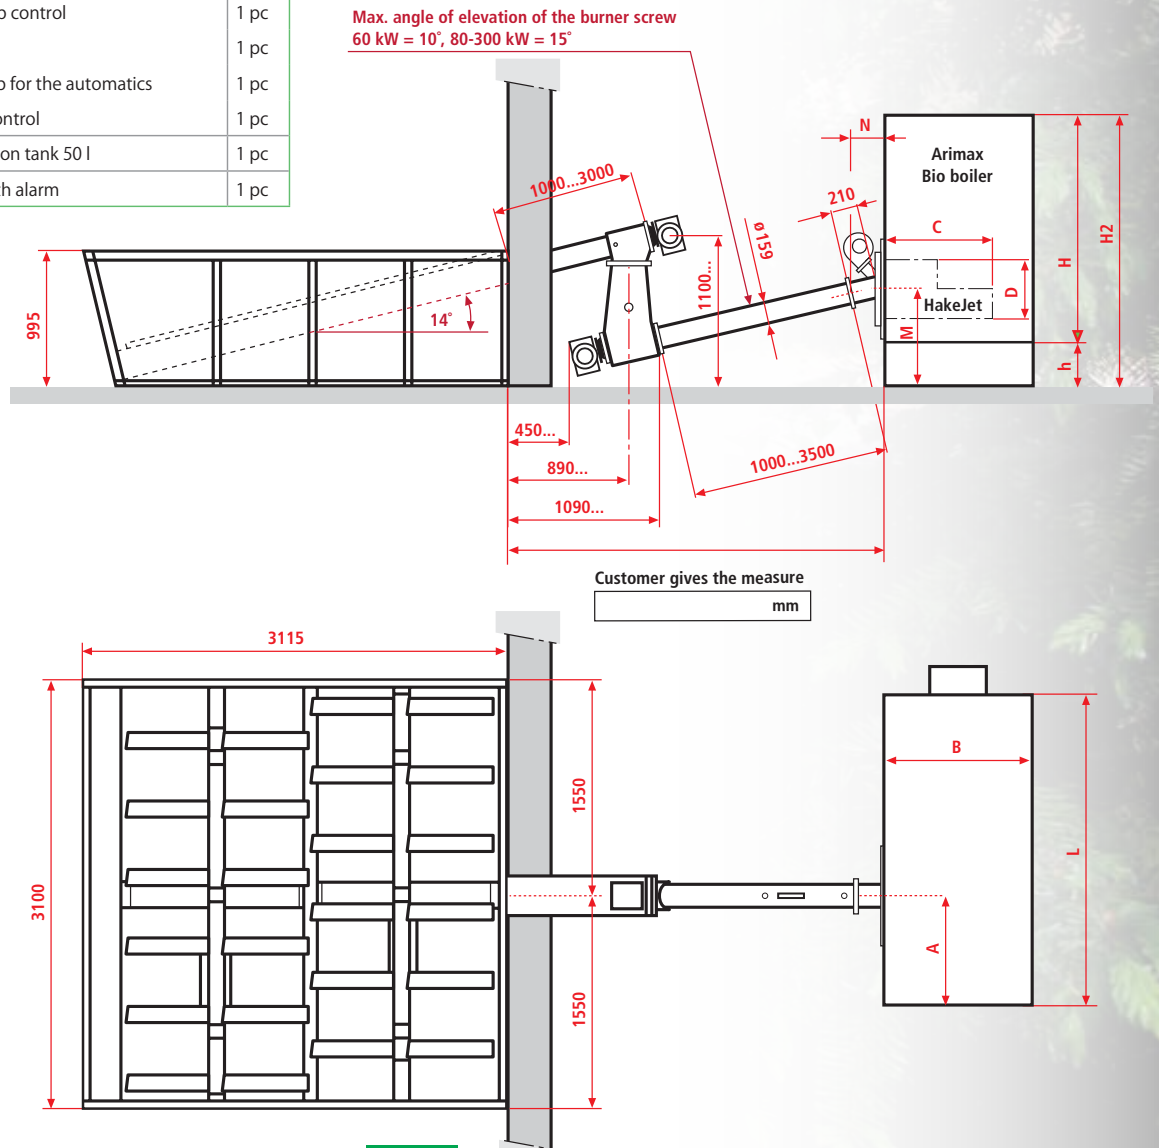 p control 1 pc
1 pc
p for the automatics 1 pc
ontrol 1 pc
on tank 50 l 1 pc
th alarm 1 pc
Max. angle of elevation of the burner screw
60 kW = 10°, 80-300 kW = 15°
N
Arimax
Bio boiler
1000...3000
210
C
ø 159
H
H2
1100...
D
HakeJet
995
14°
M
h
450...
890...
1000...3500
1090...
Customer gives the measure
mm
3115
B
1550
L
3100
A
1550